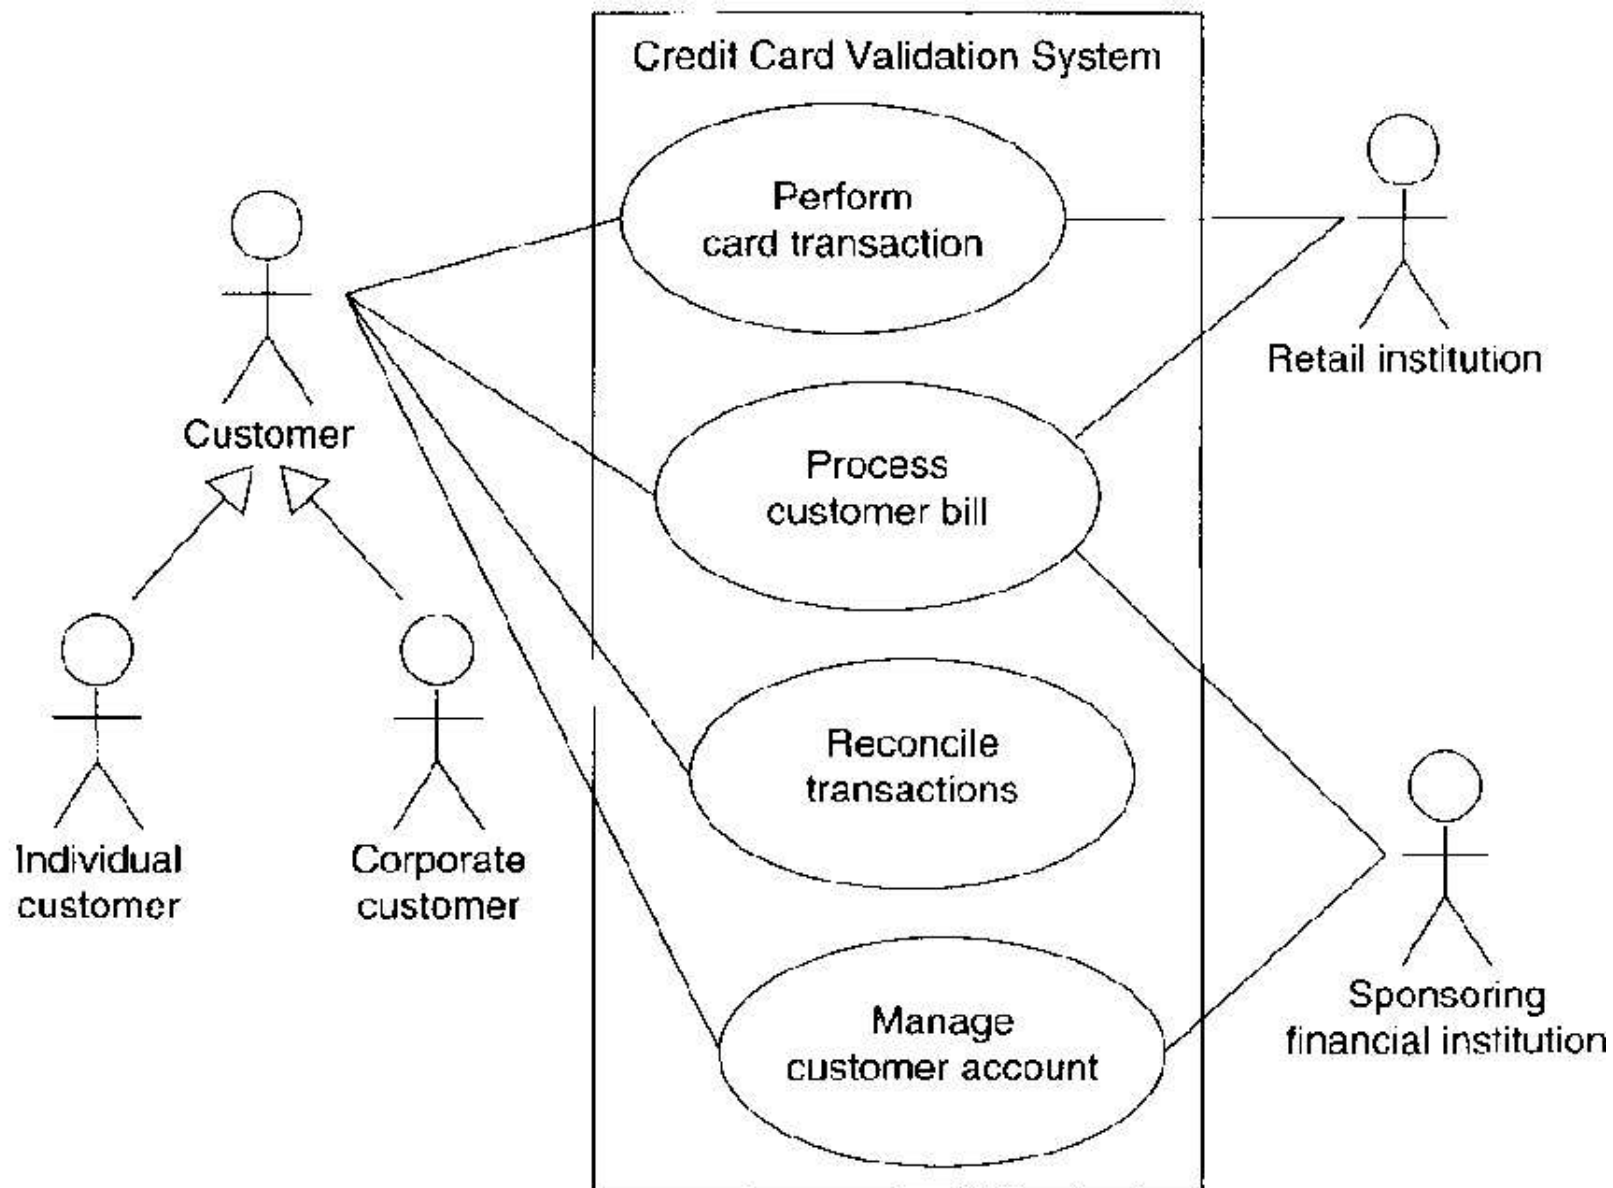 Credit Card Validation System
Perform
card transaction
Retail institution
Customer
Process
customer bill
Reconcile
transactions
Individual
customer
Corporate
customer
Sponsoring
financial institution
Manage
customer account